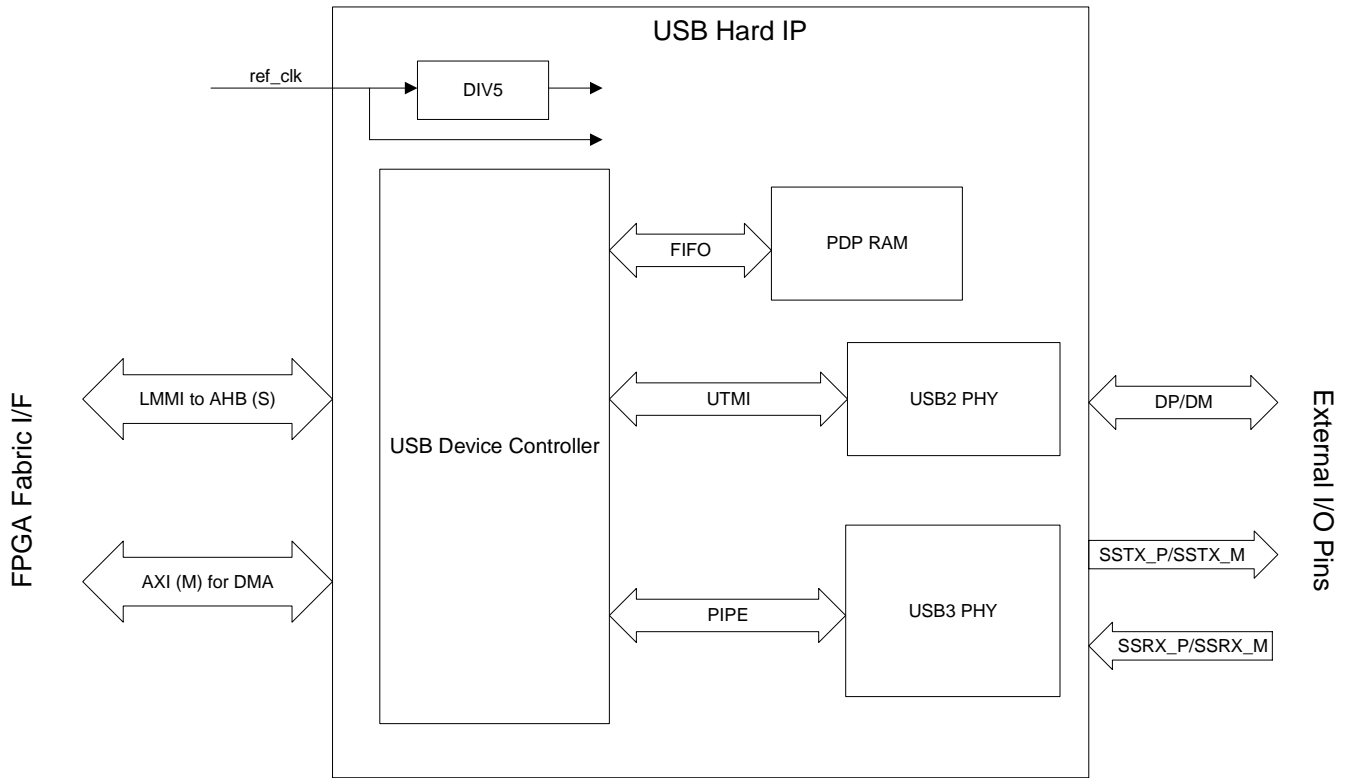 USB Hard IP
ref_clk
DIV5
PDP RAM
FIFO
LMMI to AHB (S)
UTMI
USB2 PHY
DP/DM
USB Device Controller
FPGA Fabric I/F
External I/O Pins
SSTX_P/SSTX_M
AXI (M) for DMA
PIPE
USB3 PHY
SSRX_P/SSRX_M